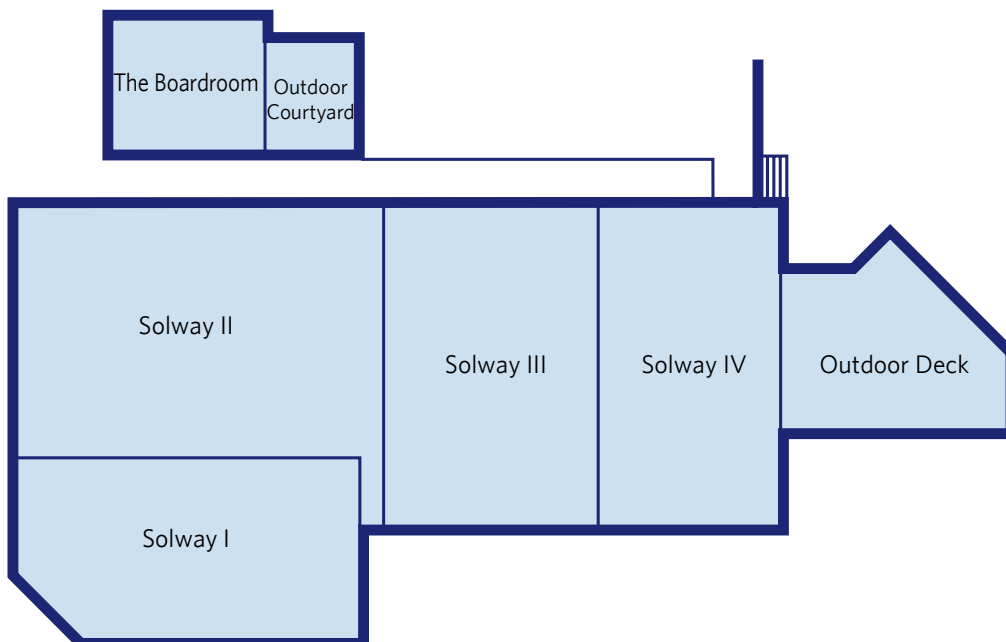 The Boardroom
Outdoor
Courtyard
Solway II
Solway III
Solway IV
Outdoor Deck
Solway I